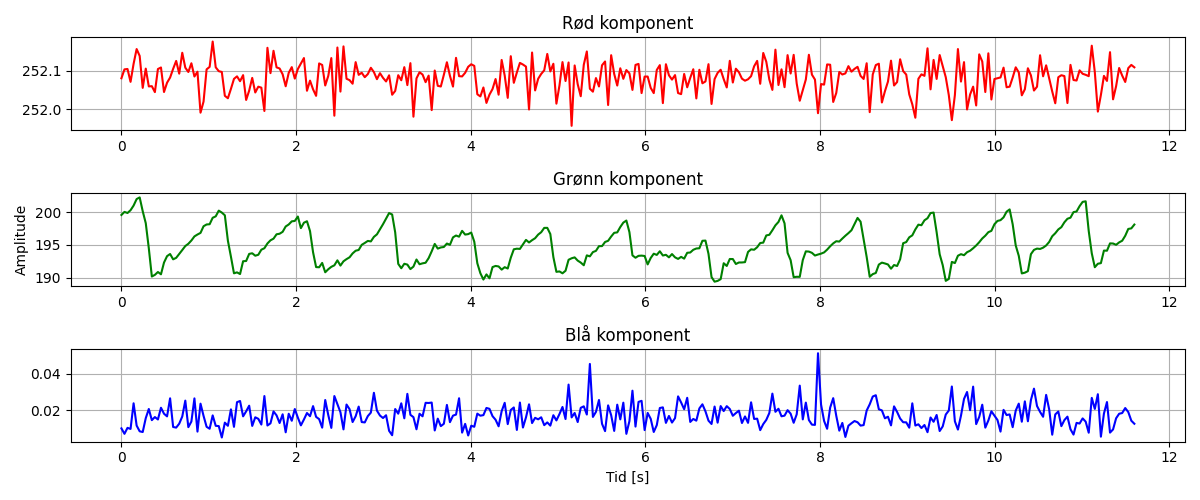 Rød komponent
252.1
252.0
0 2 4 6 8 10 12
Grønn komponent
Amplitude
200
195
190
0 2 4 6 8 10 12
Blå komponent
0.04
0.02
0 2 4 6 8 10 12
Tid [s]